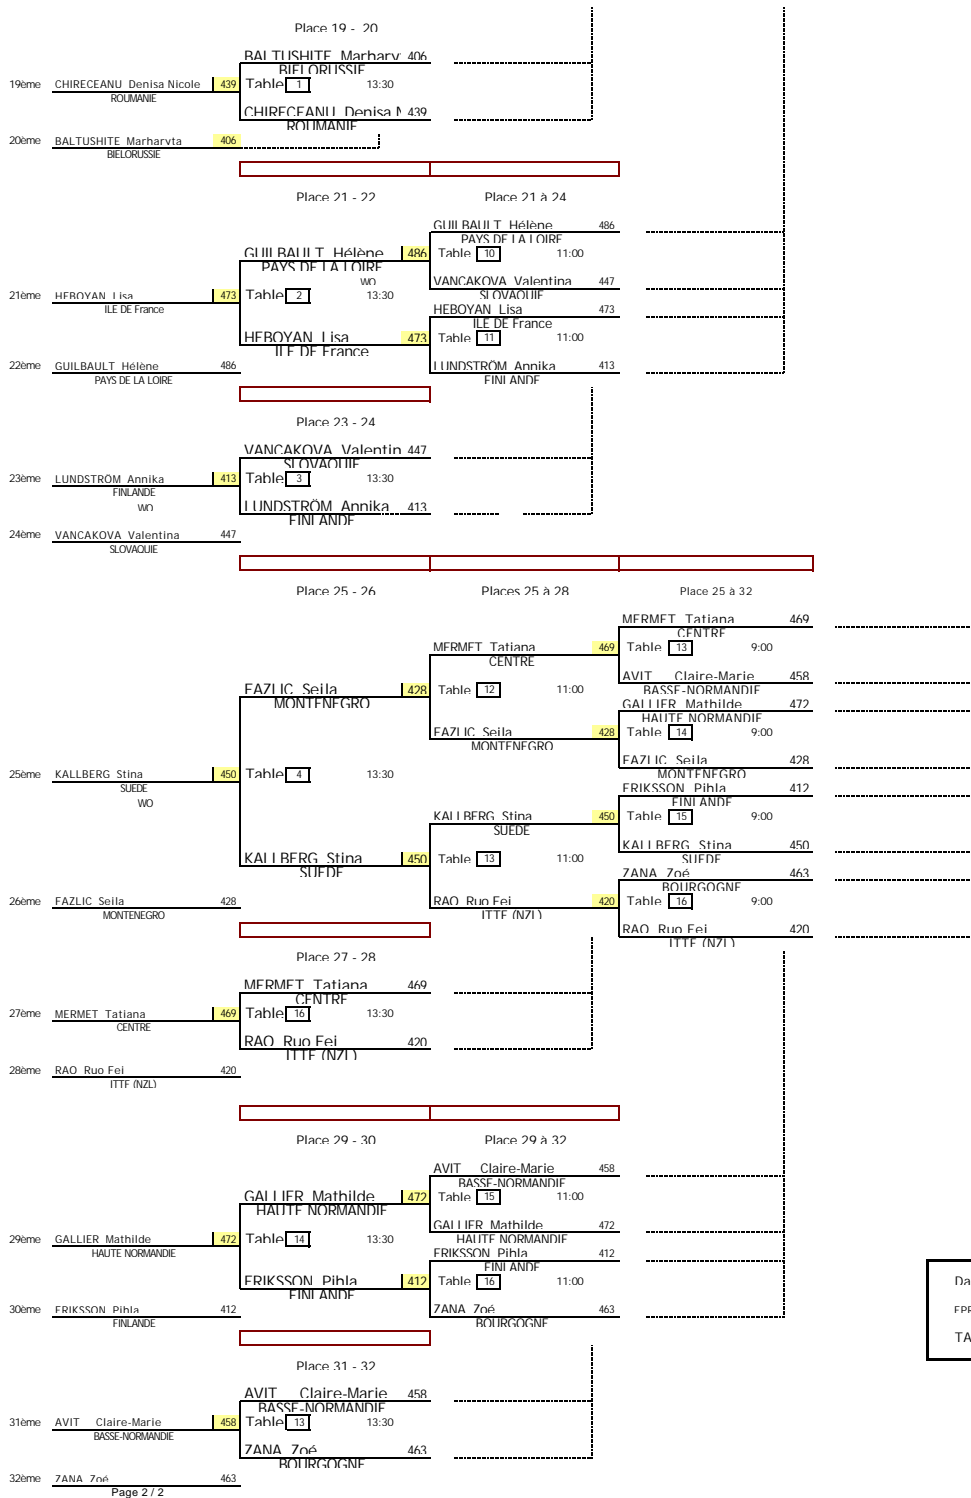 Place 19 - 20
BALTUSHITE Marharv 406
BIELORUSSIE
19ème CHIRECEANU Denisa Nicole 439 Table 1 13:30
ROUMANIE
CHIRECEANU Denisa N 439
ROUMANIE
20ème BALTUSHITE Marharyta 406
BIELORUSSIE
Place 21 - 22 Place 21 à 24
GUILBAULT Hélène 486
PAYS DE LA LOIRE
GUILBAULT Hélène 486 Table 10 11:00
PAYS DE LA LOIRE
WO
VANCAKOVA Valentina 447
SLOVAQUIE
21ème HEBOYAN Lisa 473 Table 2 13:30
ILE DE France
HEBOYAN Lisa 473
ILE DE France
HEBOYAN Lisa 473 Table 11 11:00
ILE DE France
22ème GUILBAULT Hélène 486
PAYS DE LA LOIRE
LUNDSTRÖM Annika 413
FINLANDE
Place 23 - 24
VANCAKOVA Valentin 447
SLOVAQUIE
23ème LUNDSTRÖM Annika 413 Table 3 13:30
FINLANDE
WO
LUNDSTRÖM Annika 413
FINLANDE
24ème VANCAKOVA Valentina 447
SLOVAQUIE
Place 25 - 26 Places 25 à 28 Place 25 à 32
MERMET Tatiana 469
CENTRE
MERMET Tatiana 469 Table 13 9:00
CENTRE
AVIT Claire-Marie 458
BASSE-NORMANDIE
FAZLIC Sejla 428 Table 12 11:00
MONTENEGRO
GALLIER Mathilde 472
HAUTE NORMANDIE
FAZLIC Sejla 428 Table 14 9:00
MONTENEGRO
FAZLIC Sejla 428
MONTENEGRO
25ème KALLBERG Stina 450 Table 4 13:30
SUEDE
WO
ERIKSSON Pihla 412
FINLANDE
KALLBERG Stina 450 Table 15 9:00
SUEDE
KALLBERG Stina 450
SUEDE
KALLBERG Stina 450 Table 13 11:00
SUEDE
ZANA Zoé 463
BOURGOGNE
26ème FAZLIC Sejla 428
MONTENEGRO
RAO Ruo Fei 420 Table 16 9:00
ITTF (NZL)
RAO Ruo Fei 420
ITTF (NZL)
Place 27 - 28
MERMET Tatiana 469
CENTRE
27ème MERMET Tatiana 469 Table 16 13:30
CENTRE
RAO Ruo Fei 420
ITTF (NZL)
28ème RAO Ruo Fei 420
ITTF (NZL)
Place 29 - 30 Place 29 à 32
AVIT Claire-Marie 458
BASSE-NORMANDIE
GALLIER Mathilde 472 Table 15 11:00
HAUTE NORMANDIE
GALLIER Mathilde 472
HAUTE NORMANDIE
29ème GALLIER Mathilde 472 Table 14 13:30
HAUTE NORMANDIE
ERIKSSON Pihla 412
FINLANDE
ERIKSSON Pihla 412 Table 16 11:00
FINLANDE
30ème ERIKSSON Pihla 412
FINLANDE
ZANA Zoé 463
BOURGOGNE
Da
EPR
TA
Place 31 - 32
AVIT Claire-Marie 458
BASSE-NORMANDIE
31ème AVIT Claire-Marie 458 Table 13 13:30
BASSE-NORMANDIE
ZANA Zoé 463
BOURGOGNE
32ème ZANA Zoé 463
Page 2 / 2